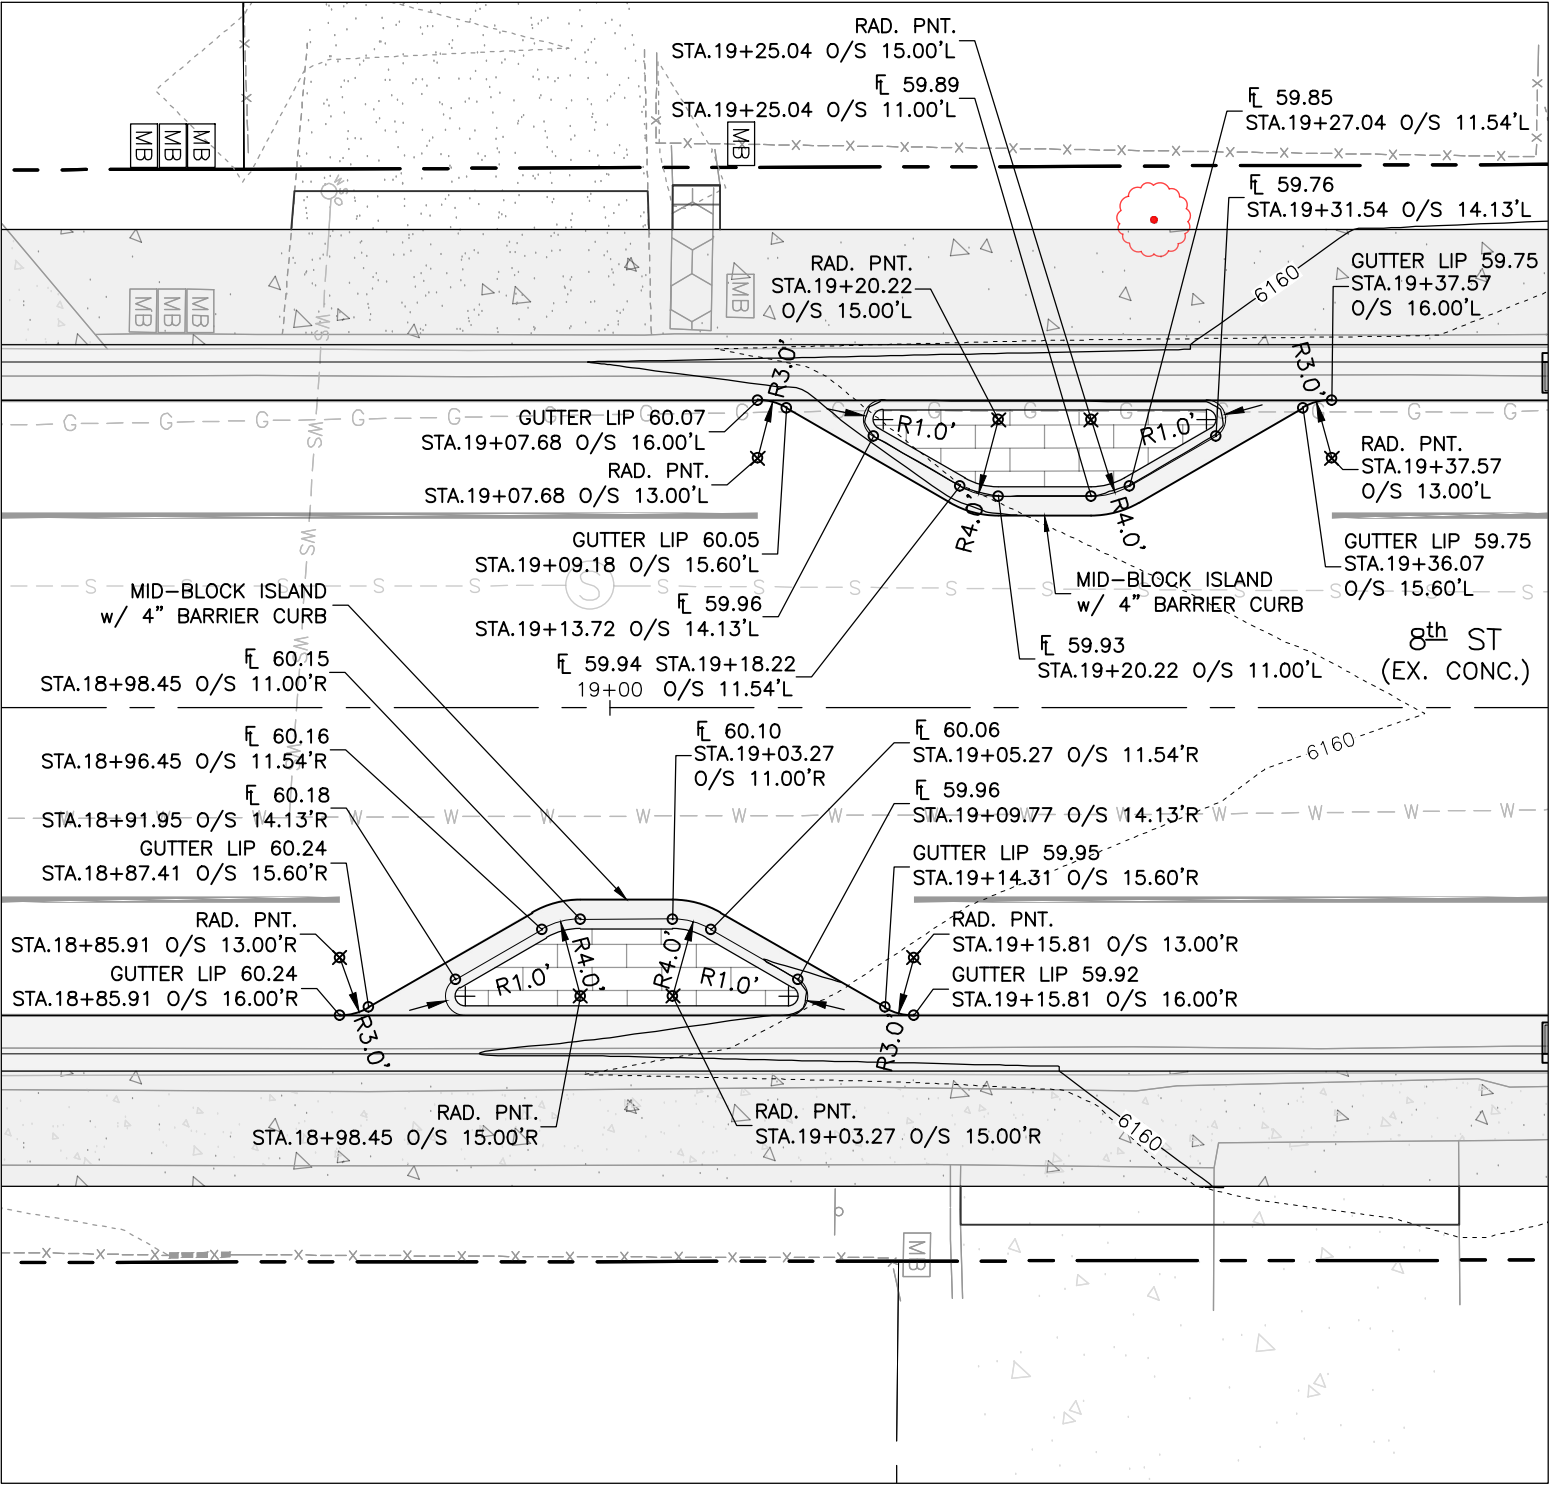 RAD. PNT.
STA.19+25.04 O/S 15.00'L
FL 59.89
STA.19+25.04 O/S 11.00'L
FL 59.85
STA.19+27.04 O/S 11.54'L
MB
MB
MB
MB
WSO
FL 59.76
STA.19+31.54 O/S 14.13'L
RAD. PNT.
STA.19+20.22
O/S 15.00'L
6160
GUTTER LIP 59.75
STA.19+37.57
O/S 16.00'L
MB
MB
MB
MB
WS
R3.0'
R3.0'
GUTTER LIP 60.07
STA.19+07.68 O/S 16.00'L
G G G G G G G G G G G G
R1.0'
R1.0'
WS
RAD. PNT.
STA.19+07.68 O/S 13.00'L
RAD. PNT.
STA.19+37.57
O/S 13.00'L
R4.0'
R4.0'
WS
GUTTER LIP 60.05
STA.19+09.18 O/S 15.60'L
GUTTER LIP 59.75
STA.19+36.07
O/S 15.60'L
S S S S S S S S S S S S S S
MID-BLOCK ISLAND
w/ 4" BARRIER CURB
MID-BLOCK ISLAND
w/ 4" BARRIER CURB
FL 59.96
STA.19+13.72 O/S 14.13'L
8th ST
(EX. CONC.)
WS
FL 60.15
STA.18+98.45 O/S 11.00'R
FL 59.94 STA.19+18.22
O/S 11.54'L
19+00
FL 59.93
STA.19+20.22 O/S 11.00'L
FL 60.16
STA.18+96.45 O/S 11.54'R
WS
FL 60.10
STA.19+03.27
O/S 11.00'R
FL 60.06
STA.19+05.27 O/S 11.54'R
6160
FL 60.18
STA.18+91.95 O/S 14.13'R
FL 59.96
STA.19+09.77 O/S 14.13'R
W W W W W W W W W W W W W W W W
GUTTER LIP 60.24
STA.18+87.41 O/S 15.60'R
GUTTER LIP 59.95
STA.19+14.31 O/S 15.60'R
RAD. PNT.
STA.18+85.91 O/S 13.00'R
RAD. PNT.
STA.19+15.81 O/S 13.00'R
GUTTER LIP 60.24
STA.18+85.91 O/S 16.00'R
R1.0'
R4.0'
R4.0'
R1.0'
GUTTER LIP 59.92
STA.19+15.81 O/S 16.00'R
R3.0'
R3.0'
RAD. PNT.
STA.18+98.45 O/S 15.00'R
RAD. PNT.
STA.19+03.27 O/S 15.00'R
6160
MB